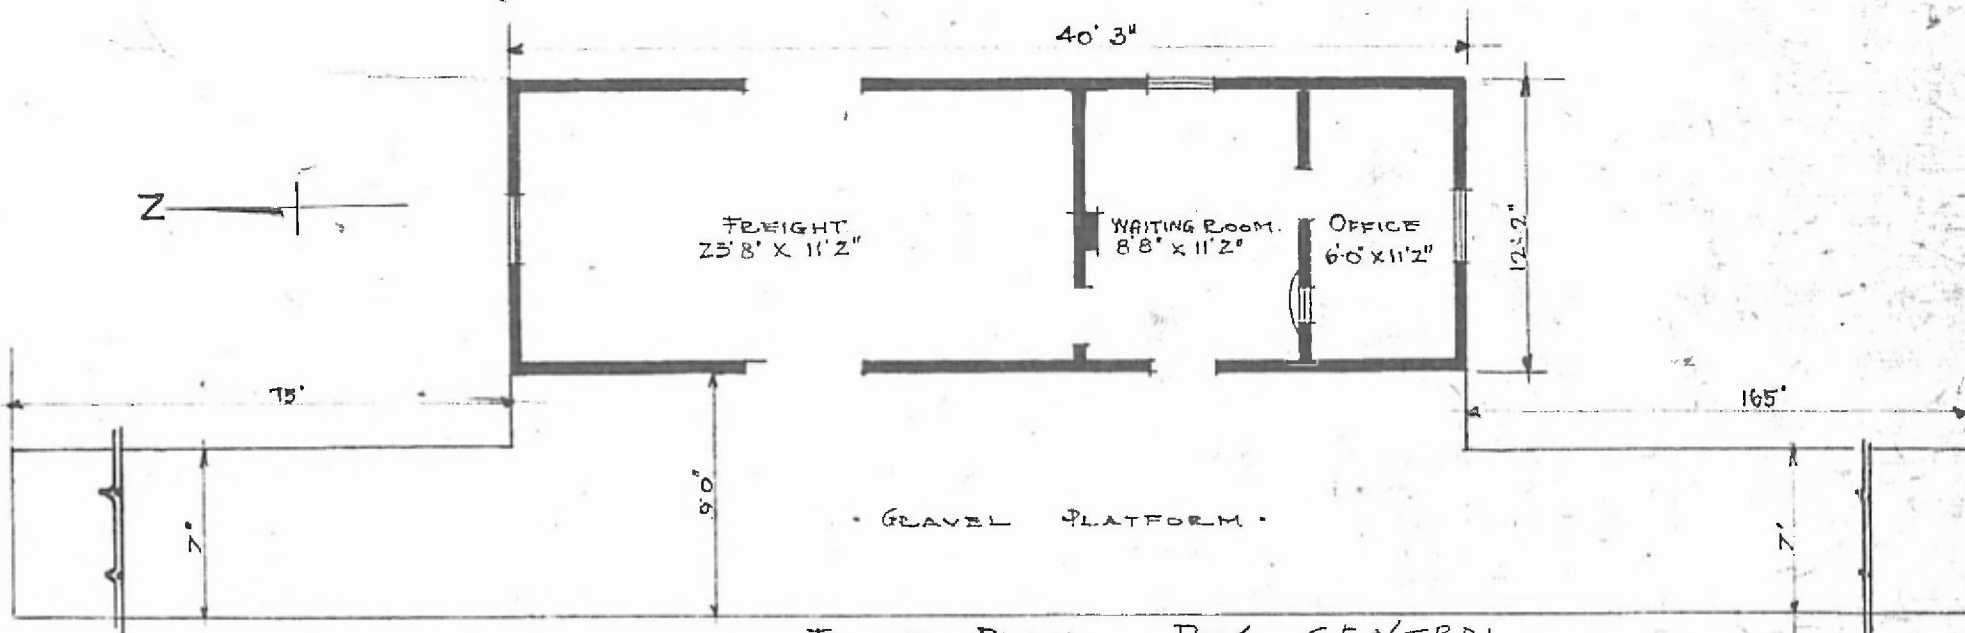 40' 3"
N
FREIGHT
23'8" X 11'2"
WAITING ROOM.
8'8" X 11'2"
OFFICE
6'0" X 11'2"
12'-2"
75'
165'
7'
9'0"
7'
• GRAVEL PLATFORM •